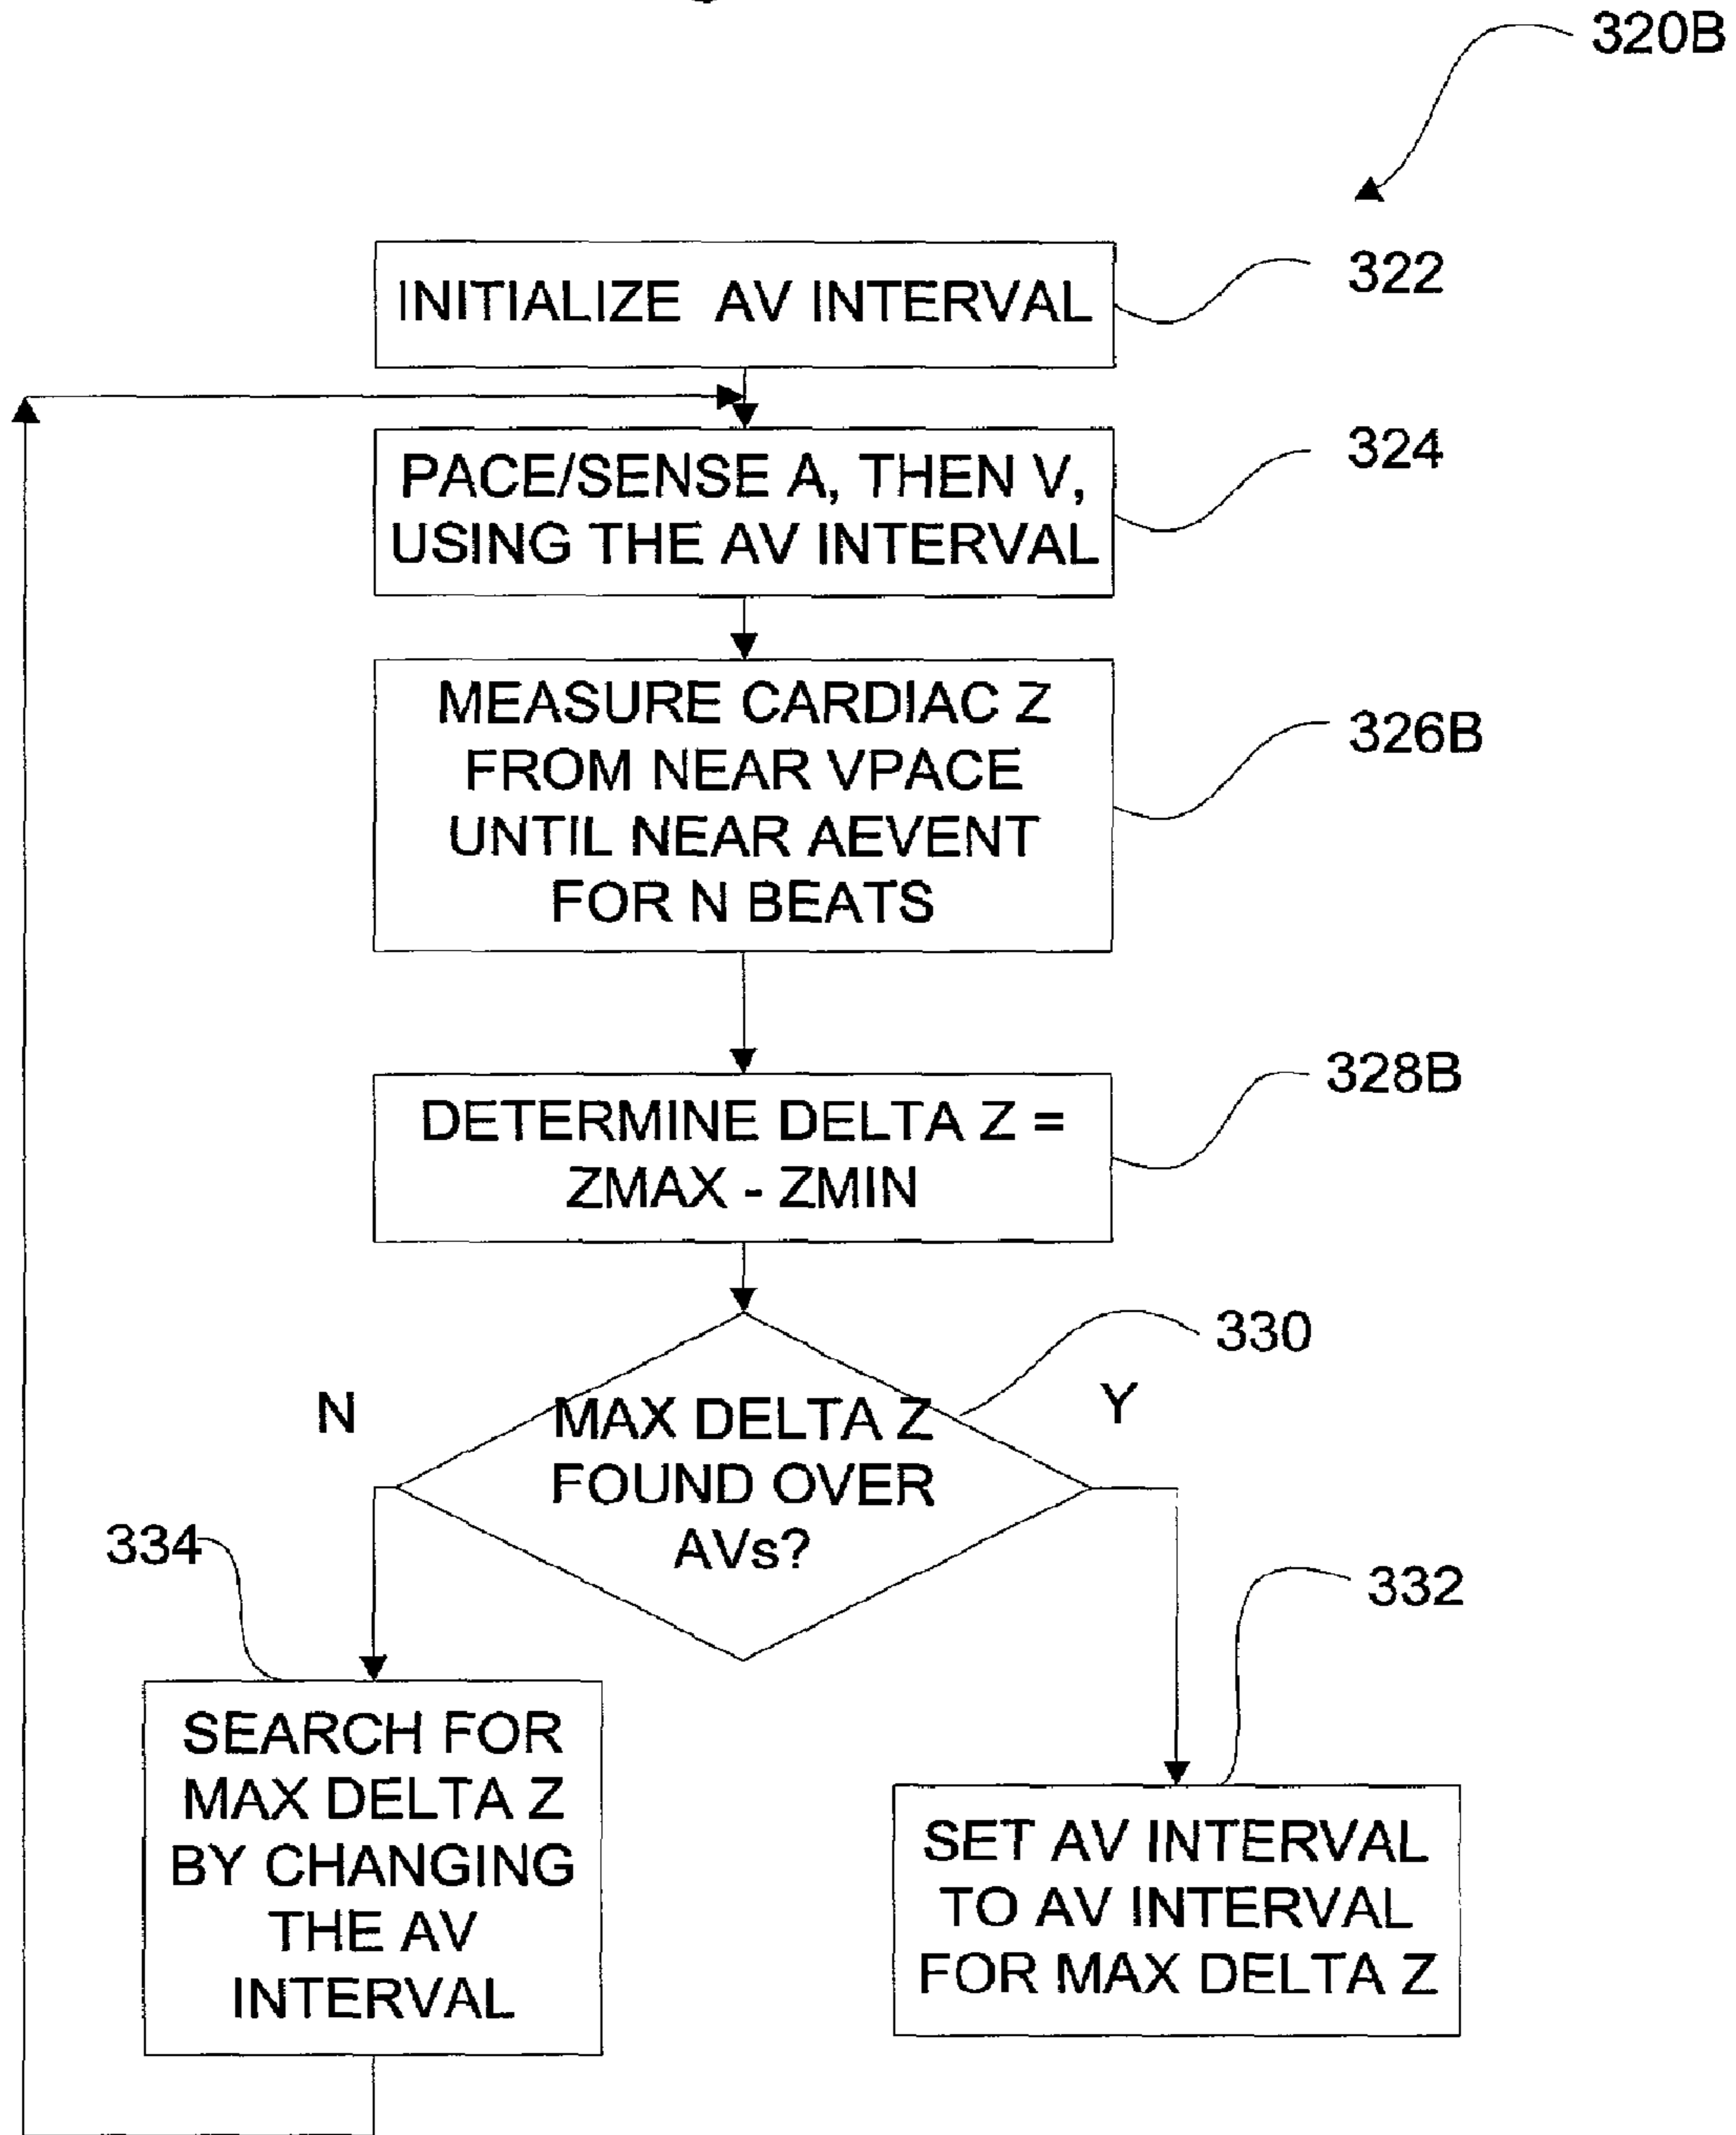 320B
INITIALIZE AV INTERVAL
322
PACE/SENSE A, THEN V,
USING THE AV INTERVAL
324
MEASURE CARDIAC Z
FROM NEAR VPACE
UNTIL NEAR AEVENT
FOR N BEATS
326B
DETERMINE DELTA Z =
ZMAX - ZMIN
328B
330
N
Y
MAX DELTA Z
FOUND OVER
AVs?
334
332
SEARCH FOR
MAX DELTA Z
BY CHANGING
THE AV
INTERVAL
SET AV INTERVAL
TO AV INTERVAL
FOR MAX DELTA Z